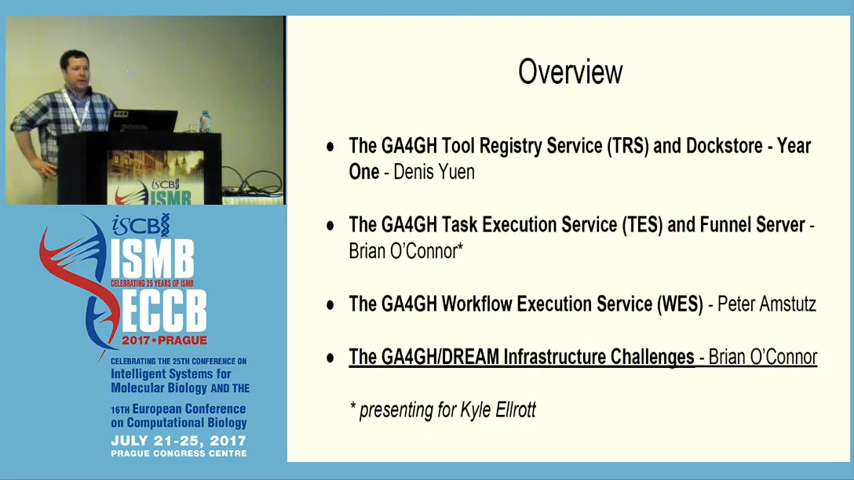 Overview
● The GA4GH Tool Registry Service (TRS) and Dockstore - Year
One - Denis Yuen
● The GA4GH Task Execution Service (TES) and Funnel Server -
Brian O'Connor*
● The GA4GH Workflow Execution Service (WES) - Peter Amstutz
● The GA4GH/DREAM Infrastructure Challenges - Brian O'Connor
* presenting for Kyle Ellrott
iSCB
ISMB
iSCB
ISMB
CELEBRATING 25 YEARS OF ISMB
ECCB
2017 • PRAGUE
CELEBRATING THE 25TH CONFERENCE ON
Intelligent Systems for
Molecular Biology AND THE
16TH European Conference
on Computational Biology
JULY 21-25, 2017
PRAGUE CONGRESS CENTRE